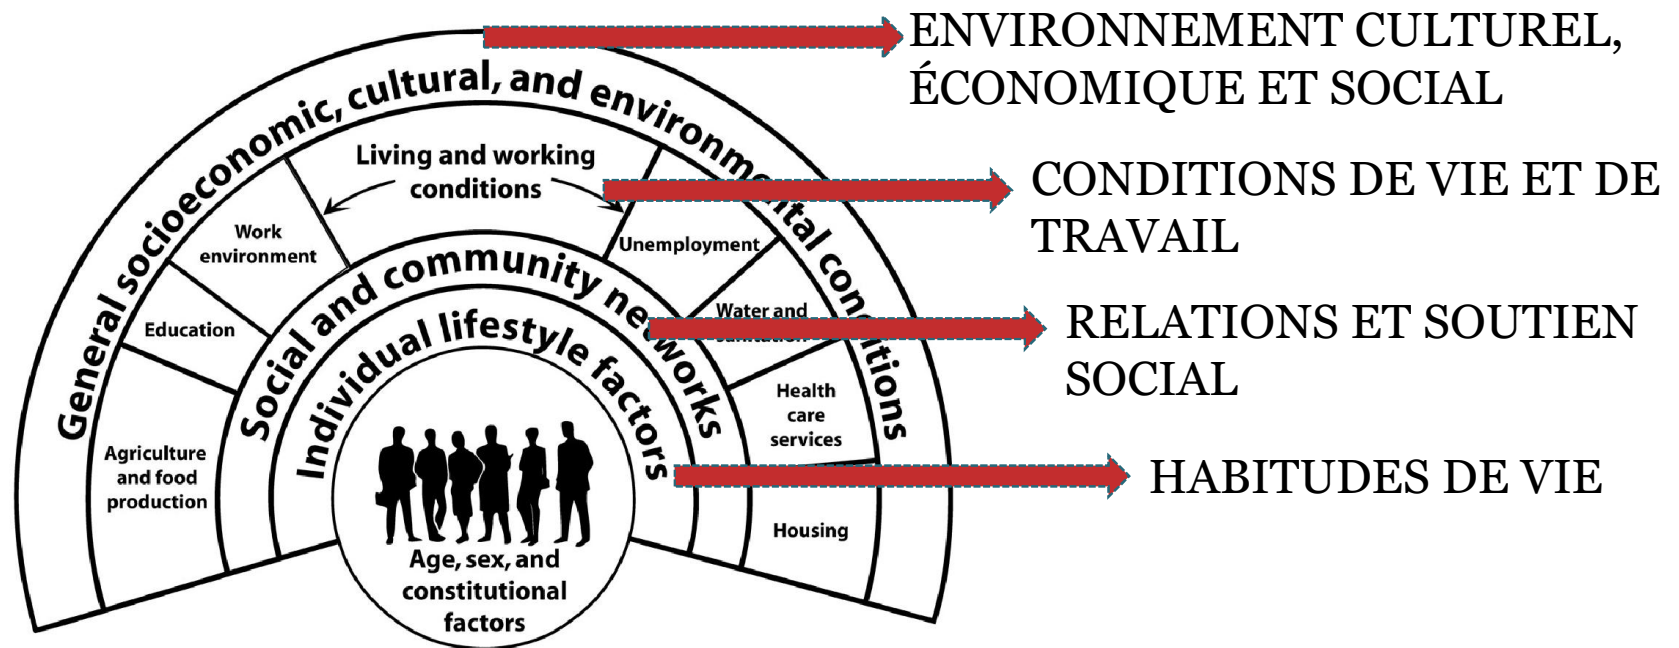 ENVIRONNEMENT CULTUREL,
ÉCONOMIQUE ET SOCIAL
General socioeconomic, cultural, and environmental conditions
Living and working
conditions
CONDITIONS DE VIE ET DE
TRAVAIL
Work
environment
Unemployment
Social and community networks
Education
Water and
sanitation
RELATIONS ET SOUTIEN
SOCIAL
Individual lifestyle factors
Health
care
services
Agriculture
and food
production
HABITUDES DE VIE
Housing
Age, sex, and
constitutional
factors